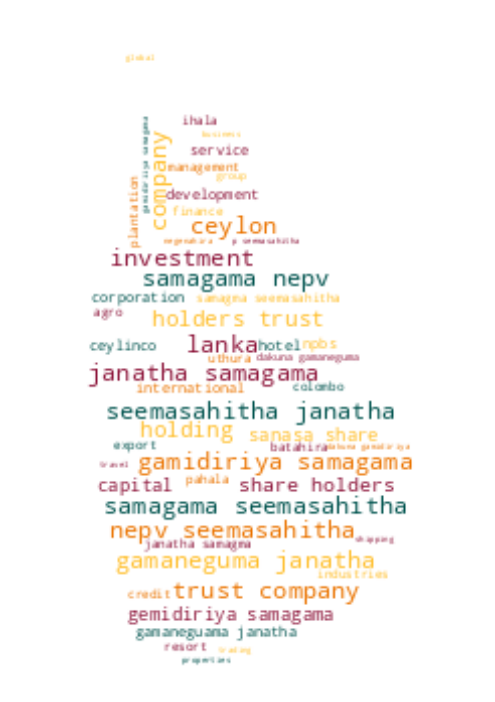 global
ihala
business
service
management
group
development
finance
plantation
gamidiriya samagama
company
ceylon
negenahira
p seemasahitha
investment
samagama nepv
corporation
samagma seemasahitha
agro
holders trust
ceylinco
lanka
hotel
npbs
uthura
dakuna gamaneguma
janatha samagama
international
colombo
seemasahitha janatha
holding
sanasa share
export
batahira
dakuna gamidiriya
travel
gamidiriya samagama
capital
pahala
share holders
samagama seemasahitha
nepv seemasahitha
janatha samagma
shipping
gamaneguma janatha
industries
credit
trust company
gemidiriya samagama
gamaneguama janatha
resort
trading
properties